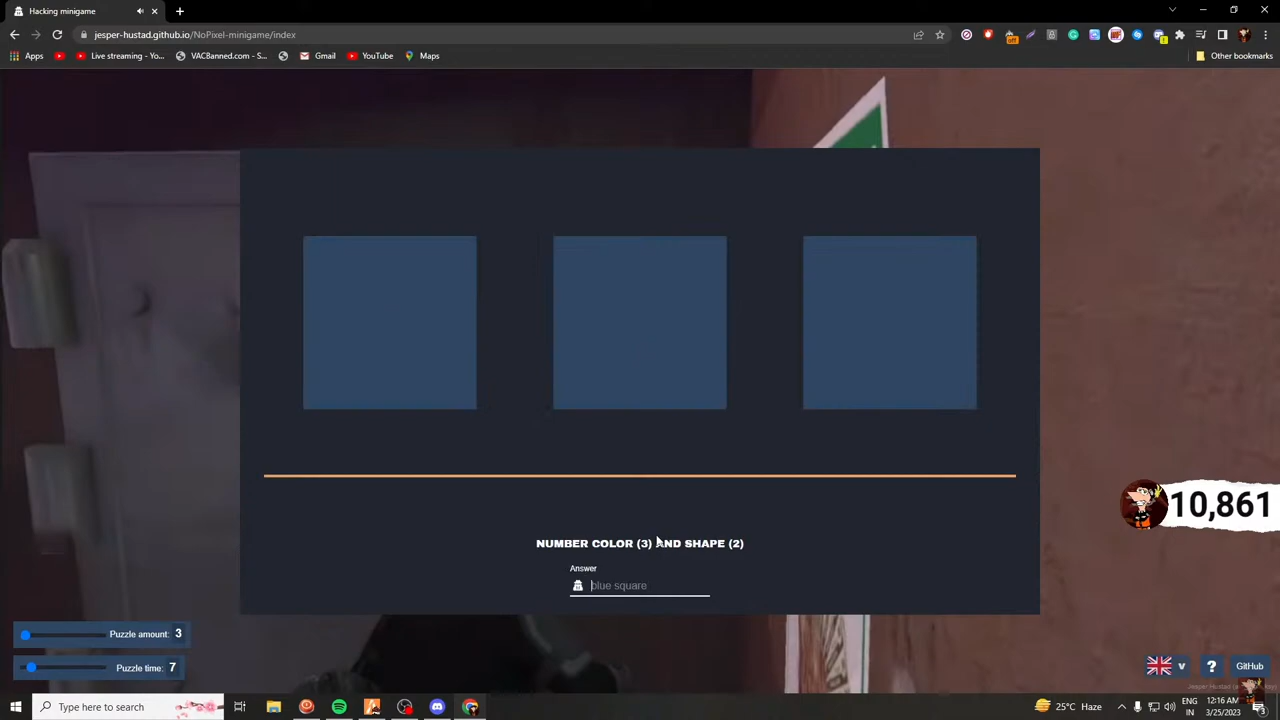 Hacking minigame
jesper-hustad.github.io/NoPixel-minigame/index
Apps
Live streaming - Yo...
VACBanned.com - S...
Gmail
YouTube
Maps
Other bookmarks
10,861
NUMBER COLOR (3) AND SHAPE (2)
Answer
blue square
Puzzle amount: 3
Puzzle time: 7
v
?
GitHub
Type here to search
25°C Haze
ENG
IN
12:16 AM
3/25/2023